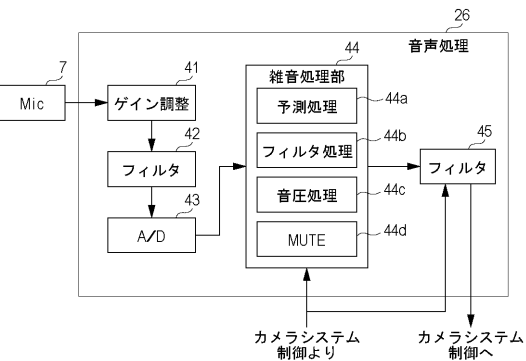 26
音声処理
7
Mic
41
ゲイン調整
42
フィルタ
43
A/D
44
雑音処理部
予測処理
44a
フィルタ処理
44b
音圧処理
44c
MUTE
44d
45
フィルタ
カメラシステム
制御より
カメラシステム
制御へ